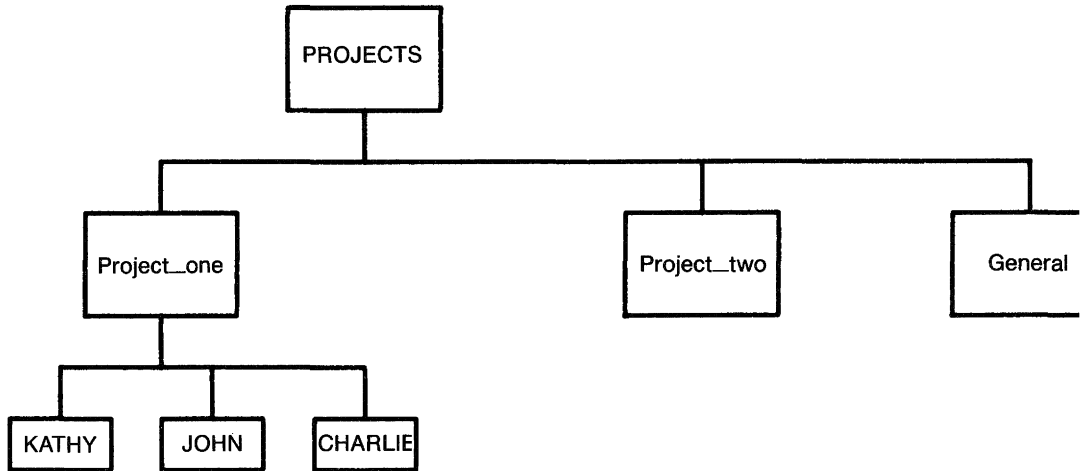 PROJECTS
Project_one
Project_two
General
KATHY
JOHN
CHARLIE